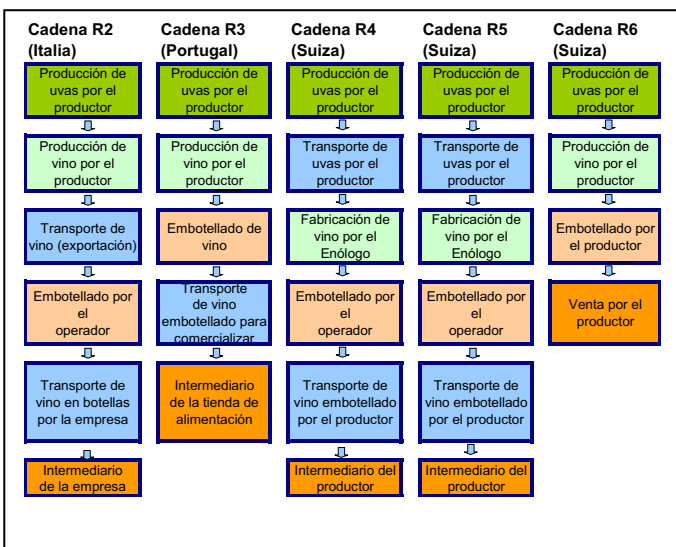 Cadena R2
(Italia)
Producción de
uvas por el
productor
Producción de
vino por el
productor
Transporte de
vino (exportación)
Embotellado por
el
operador
Transporte de
vino en botellas
por la empresa
Intermediario
de la empresa
Cadena R3
(Portugal)
Producción de
uvas por el
productor
Producción de
vino por el
productor
Embotellado de
vino
Transporte
de vino
embotellado para
comercializar
Intermediario
de la tienda de
alimentación
Cadena R4
(Suiza)
Producción de
uvas por el
productor
Transporte de
uvas por el
productor
Fabricación de
vino por el
Enólogo
Embotellado por
el
operador
Transporte de
vino embotellado
por el productor
Intermediario del
productor
Cadena R5
(Suiza)
Producción de
uvas por el
productor
Transporte de
uvas por el
productor
Fabricación de
vino por el
Enólogo
Embotellado por
el
operador
Transporte de
vino embotellado
por el productor
Intermediario del
productor
Cadena R6
(Suiza)
Producción de
uvas por el
productor
Producción de
vino por el
productor
Embotellado por
el productor
Venta por el
productor